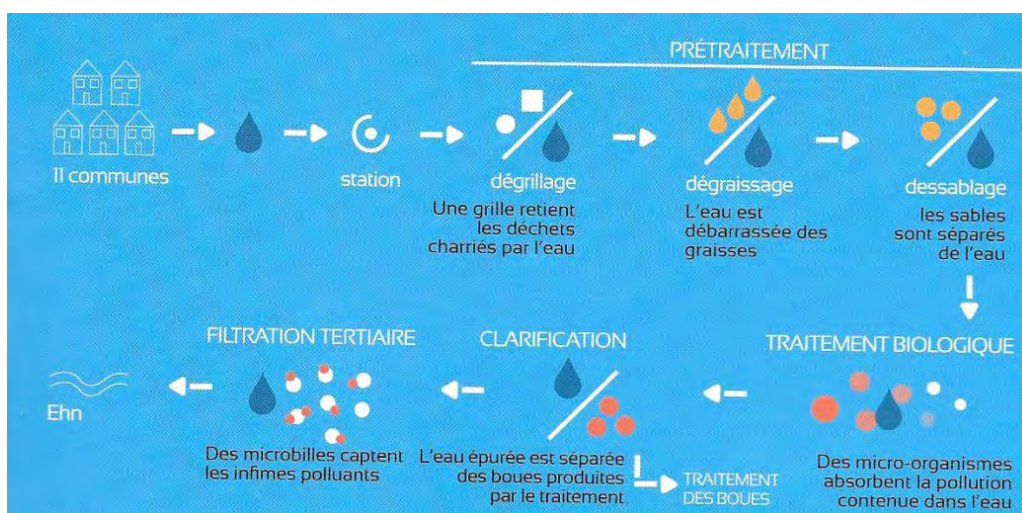 PRÉTRAITEMENT
11 communes
station
dégrillage
Une grille retient
les déchets
charriés par l'eau
dégraissage
L'eau est
débarrassée des
graisses
dessablage
les sables
sont séparés
de l'eau
TRAITEMENT BIOLOGIQUE
Des micro-organismes
absorbent la pollution
contenue dans l'eau
CLARIFICATION
L'eau épurée est séparée
des boues produites
par le traitement
TRAITEMENT
DES BOUES
FILTRATION TERTIAIRE
Des microbilles captent
les infimes polluants
Ehn